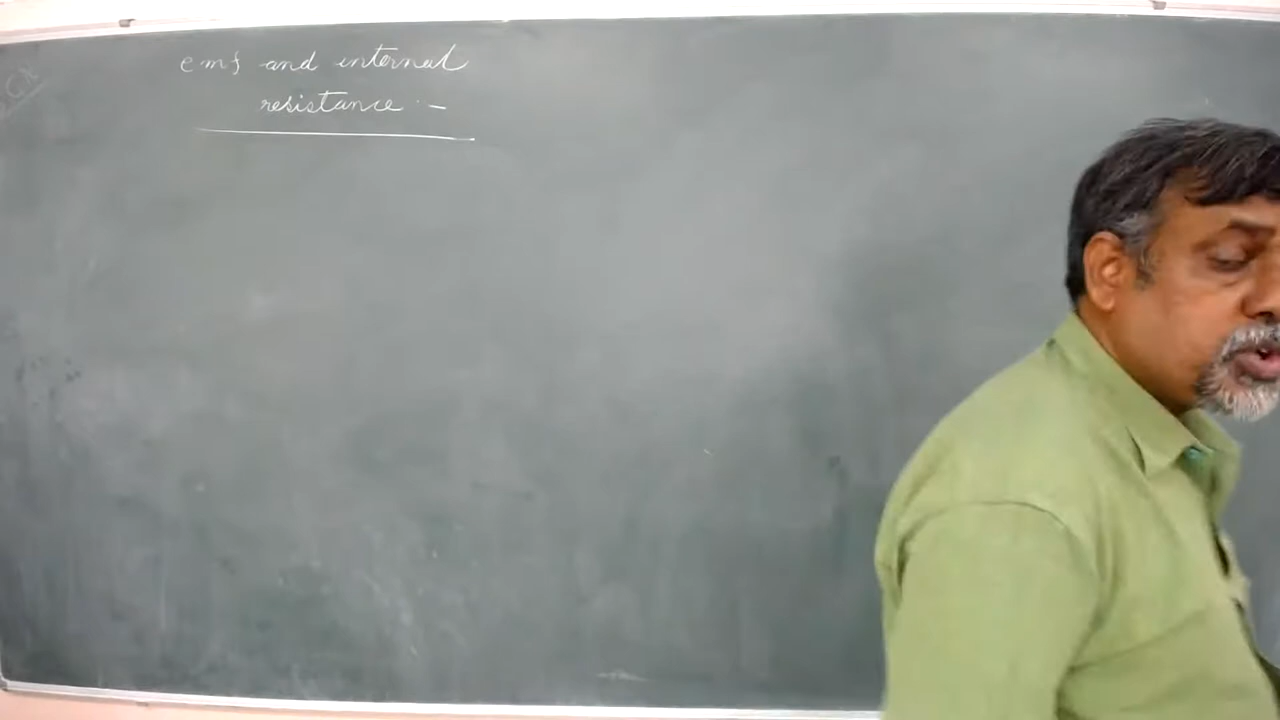 emf and internal
resistance :-